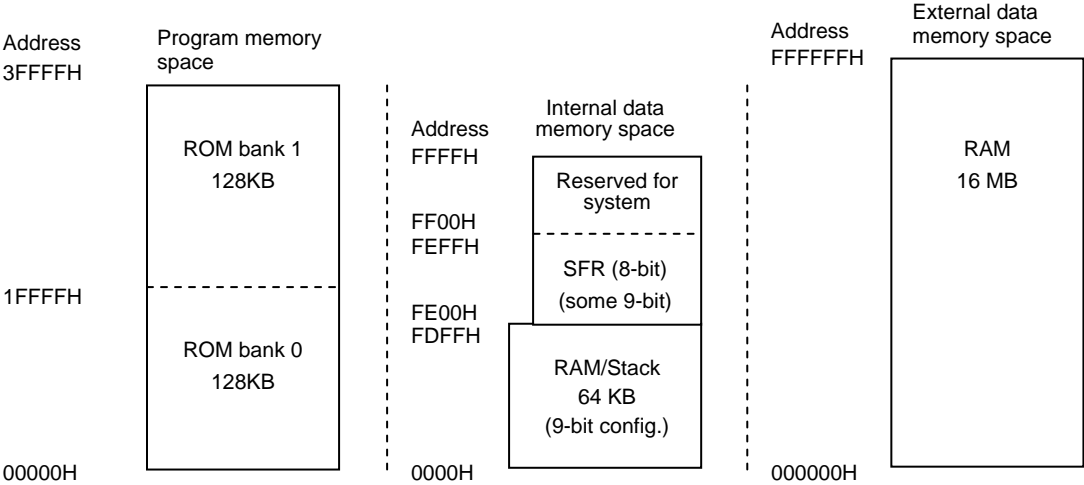 Address
3FFFFH
Program memory
space
ROM bank 1
128KB
1FFFFH
ROM bank 0
128KB
00000H
Internal data
memory space
Address
FFFFH
Reserved for
system
FF00H
FEFFH
SFR (8-bit)
(some 9-bit)
FE00H
FDFFH
RAM/Stack
64 KB
(9-bit config.)
0000H
External data
memory space
Address
FFFFFFH
RAM
16 MB
000000H